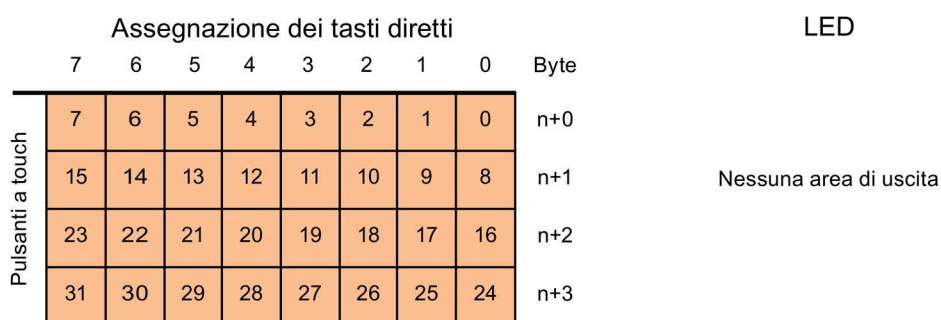 Assegnazione dei tasti diretti LED
7 6 5 4 3 2 1 0 Byte
Pulsanti a touch
7 6 5 4 3 2 1 0 n+0
15 14 13 12 11 10 9 8 n+1 Nessuna area di uscita
23 22 21 20 19 18 17 16 n+2
31 30 29 28 27 26 25 24 n+3